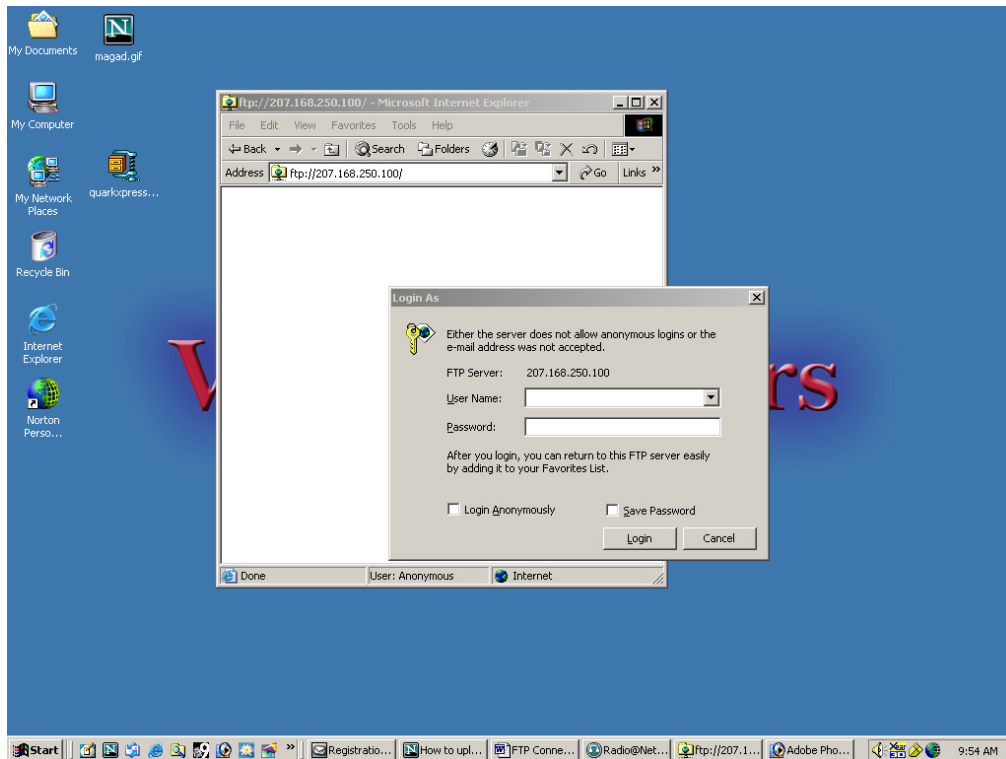 My Documents
magad.gif
My Computer
My Network
Places
quarkxpress...
Recycle Bin
Internet
Explorer
Norton
Perso...
ftp://207.168.250.100/ - Microsoft Internet Explorer
File Edit View Favorites Tools Help
Back Search Folders
Address ftp://207.168.250.100/ Go Links »
Login As
Either the server does not allow anonymous logins or the
e-mail address was not accepted.
FTP Server: 207.168.250.100
User Name:
Password:
After you login, you can return to this FTP server easily
by adding it to your Favorites List.
Login Anonymously Save Password
Login Cancel
Done User: Anonymous Internet
rs
Start » Registratio... How to upl... FTP Conne... Radio@Net... ftp://207.1... Adobe Pho... 9:54 AM